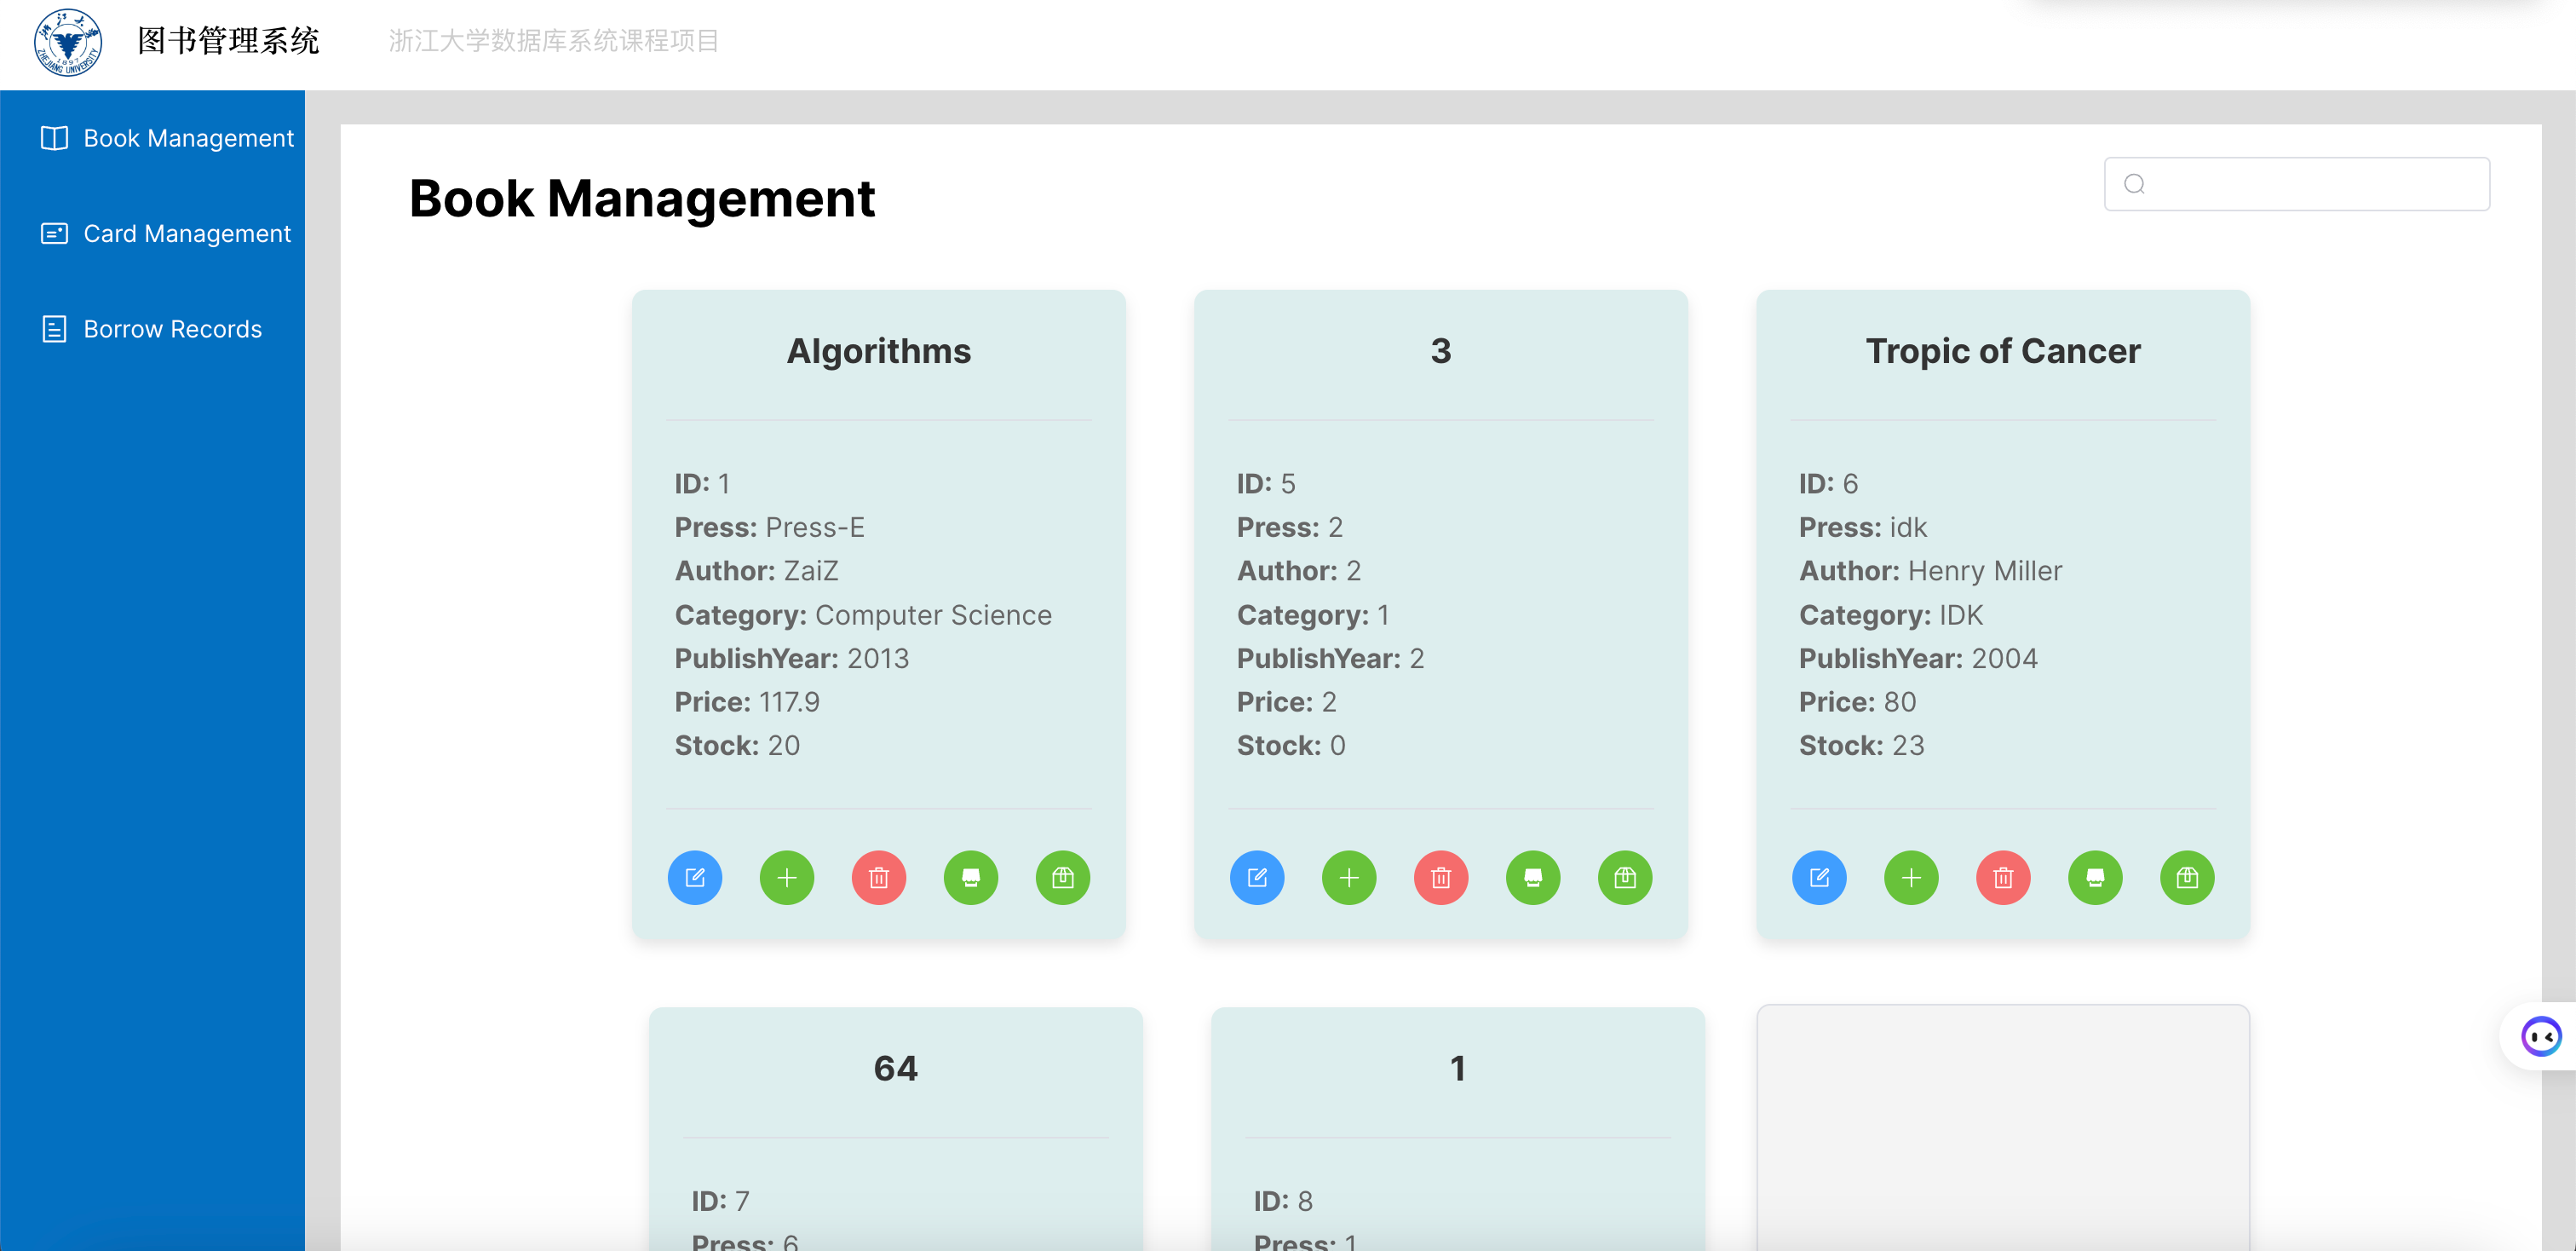 图书管理系统
浙江大学数据库系统课程项目
ZHEJIANG UNIVERSITY
1897
Book Management
Card Management
Borrow Records
Book Management
Algorithms
ID: 1
Press: Press-E
Author: ZaiZ
Category: Computer Science
PublishYear: 2013
Price: 117.9
Stock: 20
3
ID: 5
Press: 2
Author: 2
Category: 1
PublishYear: 2
Price: 2
Stock: 0
Tropic of Cancer
ID: 6
Press: idk
Author: Henry Miller
Category: IDK
PublishYear: 2004
Price: 80
Stock: 23
64
ID: 7
Press: 6
1
ID: 8
Press: 1